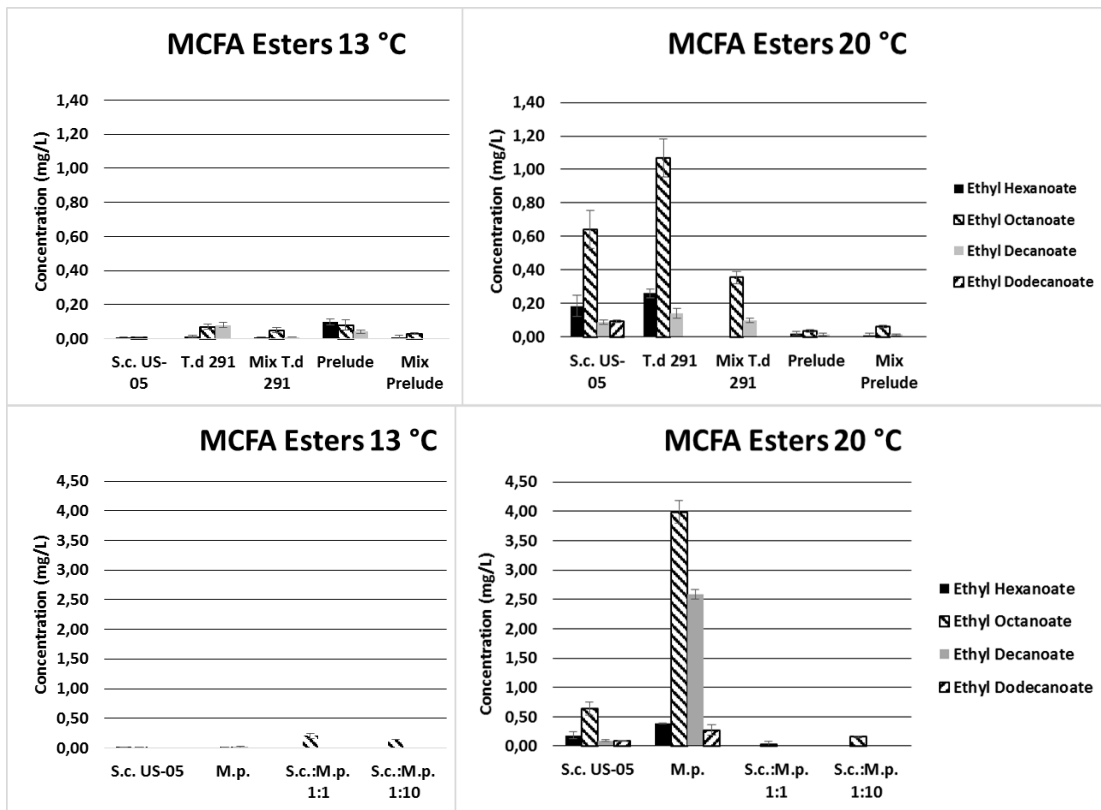 MCFA Esters 13 °C
Concentration (mg/L)
1,40
1,20
1,00
0,80
0,60
0,40
0,20
0,00
S.c. US-
05
T.d 291
Mix T.d
291
Prelude
Mix
Prelude
MCFA Esters 20 °C
Concentration (mg/L)
1,40
1,20
1,00
0,80
0,60
0,40
0,20
0,00
S.c. US-
05
T.d 291
Mix T.d
291
Prelude
Mix
Prelude
Ethyl Hexanoate
Ethyl Octanoate
Ethyl Decanoate
Ethyl Dodecanoate
MCFA Esters 13 °C
Concentration (mg/L)
4,50
4,00
3,50
3,00
2,50
2,00
1,50
1,00
0,50
0,00
S.c. US-05
M.p.
S.c.:M.p.
1:1
S.c.:M.p.
1:10
MCFA Esters 20 °C
Concentration (mg/L)
4,50
4,00
3,50
3,00
2,50
2,00
1,50
1,00
0,50
0,00
S.c. US-05
M.p.
S.c.:M.p.
1:1
S.c.:M.p.
1:10
Ethyl Hexanoate
Ethyl Octanoate
Ethyl Decanoate
Ethyl Dodecanoate